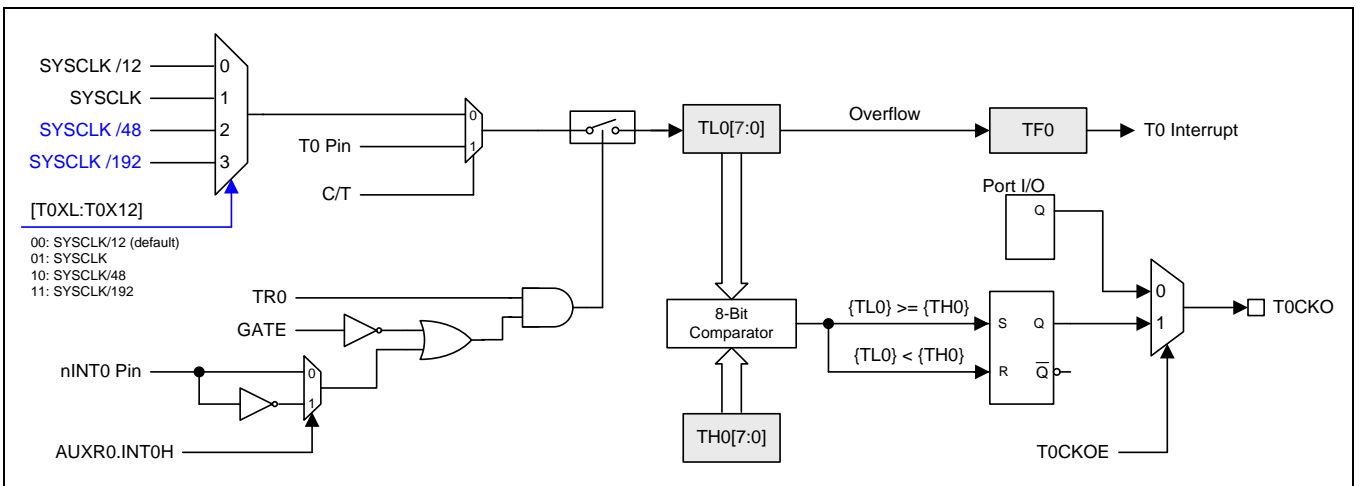 SYSCLK /12
0
SYSCLK
1
SYSCLK /48
2
SYSCLK /192
3
[T0XL:T0X12]
00: SYSCLK/12 (default)
01: SYSCLK
10: SYSCLK/48
11: SYSCLK/192
0
T0 Pin
1
C/T
TL0[7:0]
Overflow
TF0
T0 Interrupt
Port I/O
Q
TR0
GATE
nINT0 Pin
0
1
AUXR0.INT0H
8-Bit
Comparator
TH0[7:0]
{TL0} >= {TH0}
{TL0} < {TH0}
S
Q
R
Q
0
1
T0CKO
T0CKOE